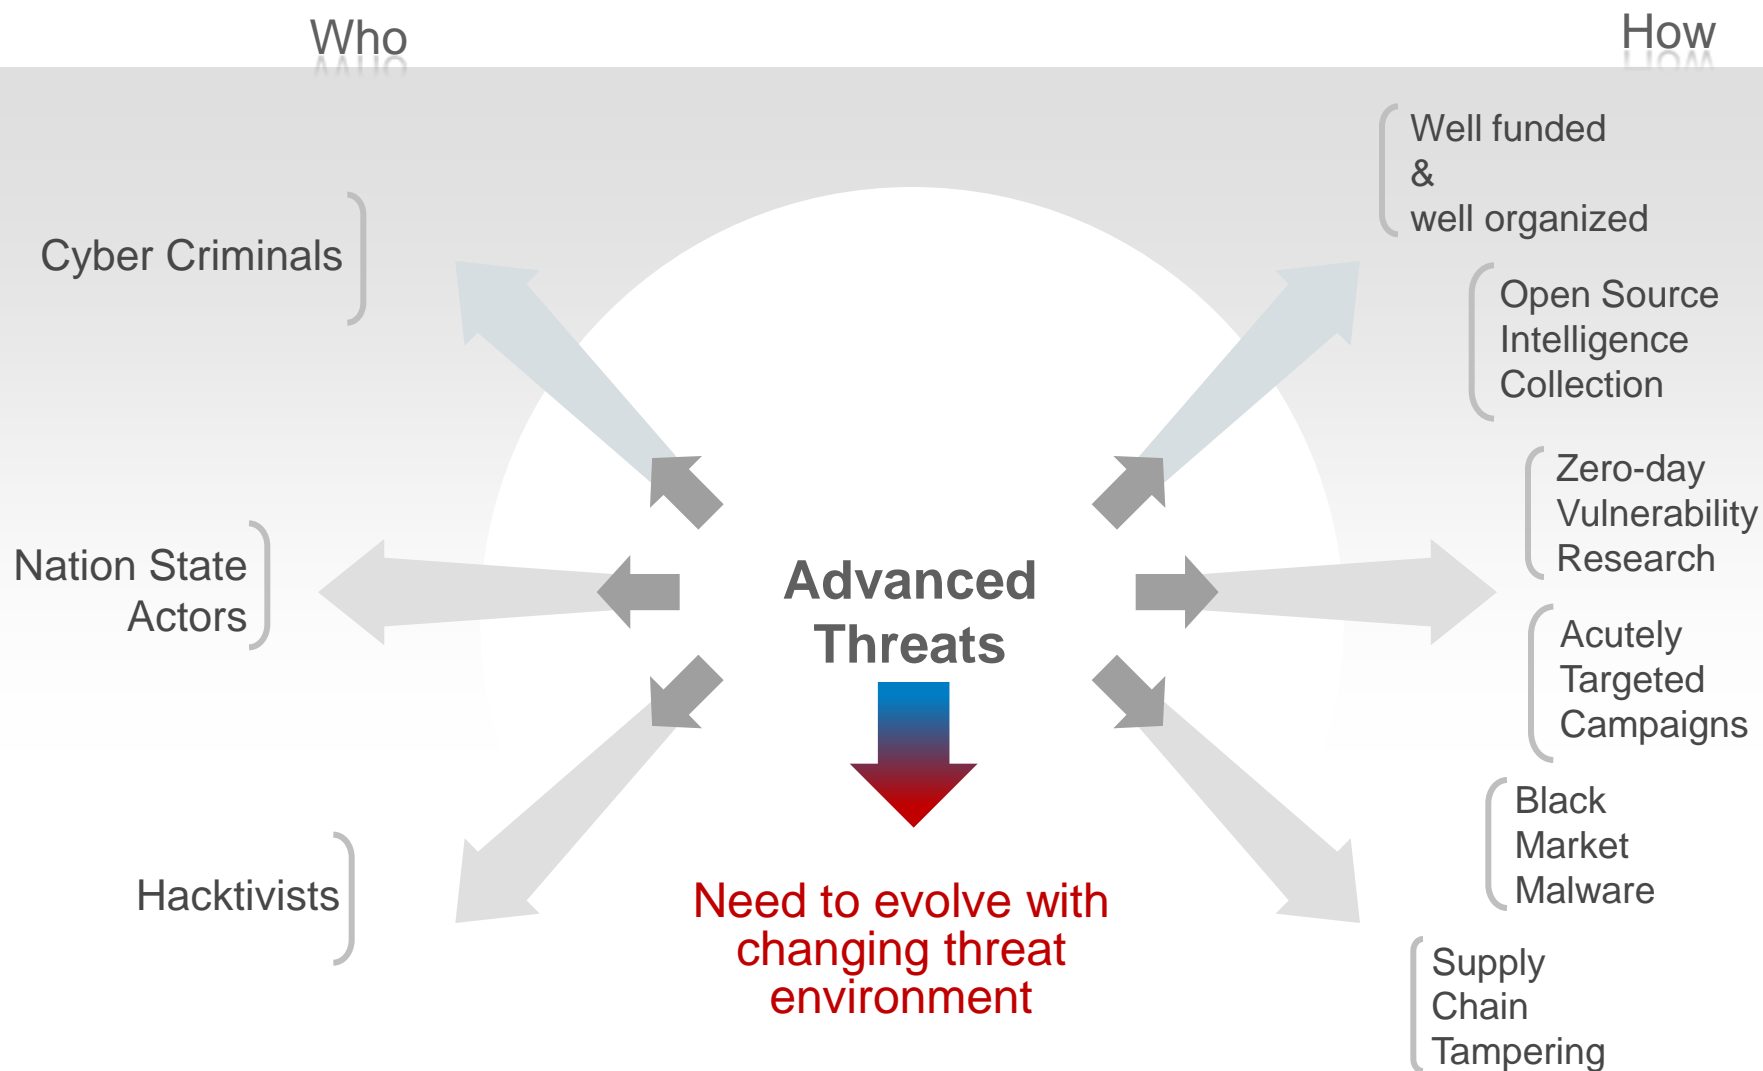 Who
How
Cyber Criminals
Nation State
Actors
Hacktivists
Advanced
Threats
Need to evolve with
changing threat
environment
Well funded
&
well organized
Open Source
Intelligence
Collection
Zero-day
Vulnerability
Research
Acutely
Targeted
Campaigns
Black
Market
Malware
Supply
Chain
Tampering